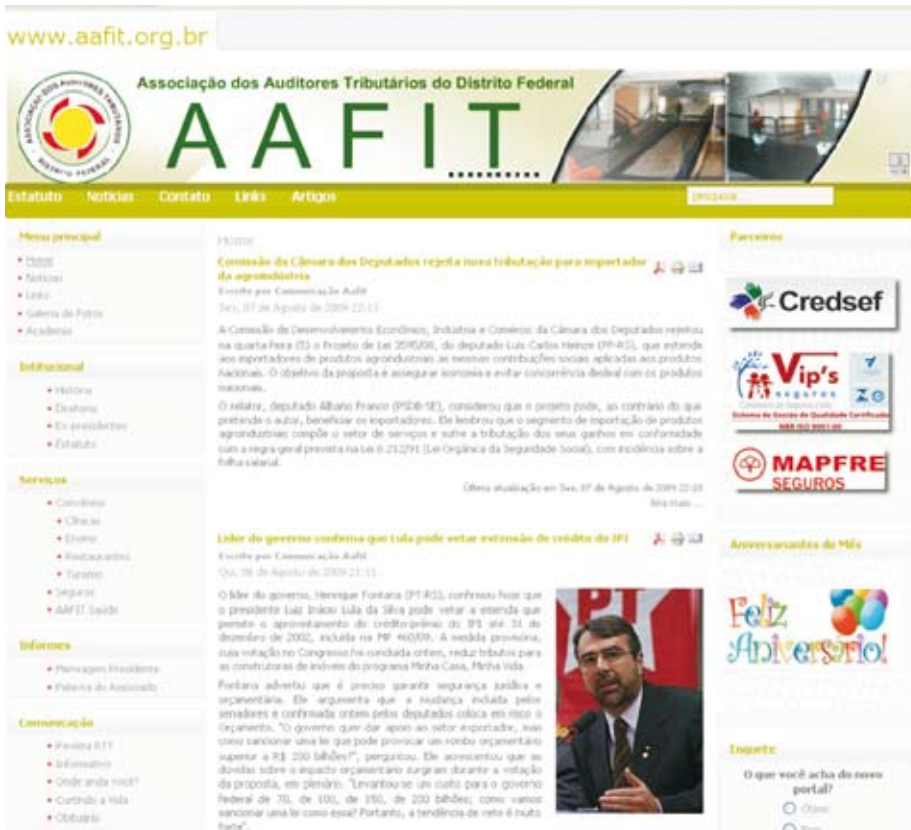 www.aafit.org.br
Associação dos Auditores Tributários do Distrito Federal
AAFIT
ASSOCIAÇÃO DOS AUDITORES TRIBUTÁRIOS
DISTRITO FEDERAL
Estatuto Notícias Contato Links Artigos
pesquisa...
Menu principal
Home
Notícias
Links
Galeria de Fotos
Academia
Institucional
História
Diretoria
Ex-presidentes
Estatuto
Serviços
Convênios
Clínicas
Ensino
Restaurantes
Turismo
Seguros
AAFIT Saúde
Informes
Mensagem Presidente
Palavra do Associado
Comunicação
Revista RTT
Informativo
Onde anda você?
Curtindo a Vida
Obituário
Home
Comissão da Câmara dos Deputados rejeita nova tributação para importador
da agroindústria
Escrito por Comunicação Aafit
Sex, 07 de Agosto de 2009 22:13
A Comissão de Desenvolvimento Econômico, Indústria e Comércio da Câmara dos Deputados rejeitou
na quarta-feira (5) o Projeto de Lei 3595/08, do deputado Luis Carlos Heinze (PP-RS), que estende
aos importadores de produtos agroindustriais as mesmas contribuições sociais aplicadas aos produtos
nacionais. O objetivo da proposta é assegurar isonomia e evitar concorrência desleal com os produtos
nacionais.
O relator, deputado Albano Franco (PSDB-SE), considerou que o projeto pode, ao contrário do que
pretende o autor, beneficiar os importadores. Ele lembrou que o segmento de importação de produtos
agroindustriais compõe o setor de serviços e sofre a tributação dos seus ganhos em conformidade
com a regra geral prevista na Lei 8.212/91 (Lei Orgânica da Seguridade Social), com incidência sobre a
folha salarial.
Última atualização em Sex, 07 de Agosto de 2009 22:20
leia mais ...
Líder do governo confirma que Lula pode vetar extensão de crédito do IPI
Escrito por Comunicação Aafit
Qui, 06 de Agosto de 2009 21:11
O líder do governo, Henrique Fontana (PT-RS), confirmou hoje que
o presidente Luiz Inácio Lula da Silva pode vetar a emenda que
permite o aproveitamento do crédito-prêmio do IPI até 31 de
dezembro de 2002, incluída na MP 460/09. A medida provisória,
cuja votação no Congresso foi concluída ontem, reduz tributos para
as construtoras de imóveis do programa Minha Casa, Minha Vida
Fontana advertiu que é preciso garantir segurança jurídica e
orçamentária. Ele argumenta que a mudança incluída pelos
senadores e confirmada ontem pelos deputados coloca em risco o
Orçamento. "O governo quer dar apoio ao setor exportador, mas
como sancionar uma lei que pode provocar um rombo orçamentário
superior a R$ 200 bilhões?", perguntou. Ele acrescentou que as
dúvidas sobre o impacto orçamentário surgiram durante a votação
da proposta, em plenário. "Levantou-se um custo para o governo
federal de 70, de 100, de 150, de 200 bilhões; como vamos
sancionar uma lei como essa? Portanto, a tendência de veto é muito
forte".
PT
Parceiros
Credsef
Vip's
seguros
Sistema de Gestão da Qualidade Certificado
NBR ISO 9001:00
MAPFRE
SEGUROS
Aniversariantes do Mês
Feliz
Aniversário!
Enquete
O que você acha do novo
portal?
Ótimo